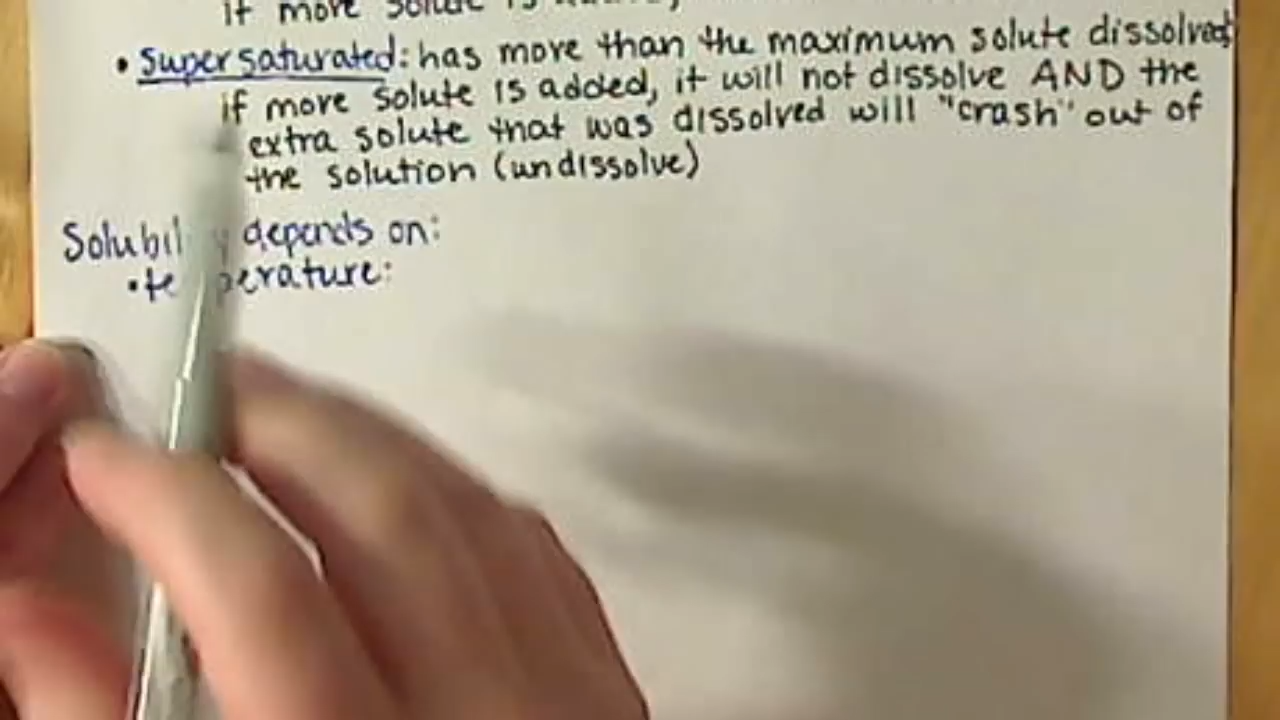 if more solute is added,
• Supersaturated: has more than the maximum solute dissolved;
if more solute is added, it will not dissolve AND the
extra solute that was dissolved will "crash" out of
the solution (undissolve)
Solubility depends on:
• temperature: